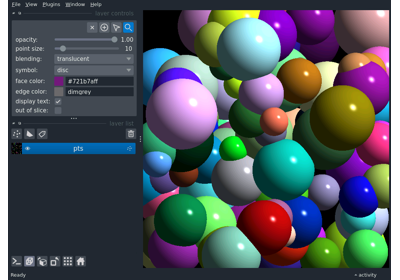 File View Plugins Window Help
layer controls
opacity: 1.00
point size: 10
blending: translucent
symbol: disc
face color: #721b7aff
edge color: dimgrey
display text:
out of slice:
layer list
pts
Ready
activity